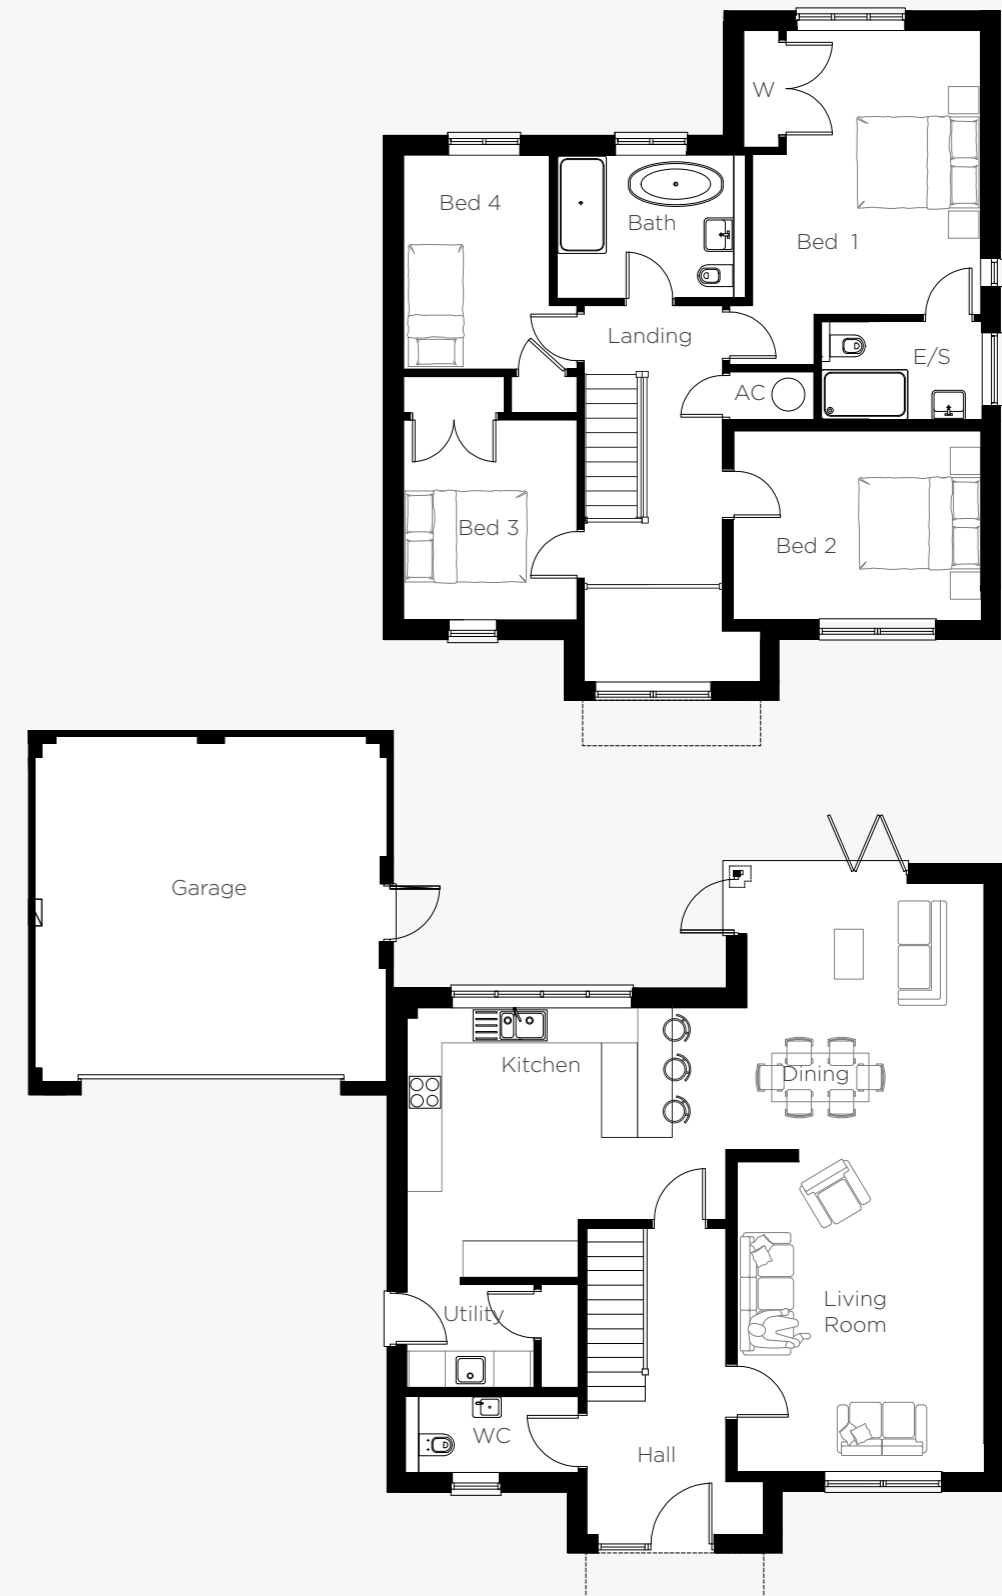 W
Bed 4
Bath
Bed 1
Landing
E/S
AC
Bed 3
Bed 2
Garage
Kitchen
Dining
Living
Room
Utility
WC
Hall